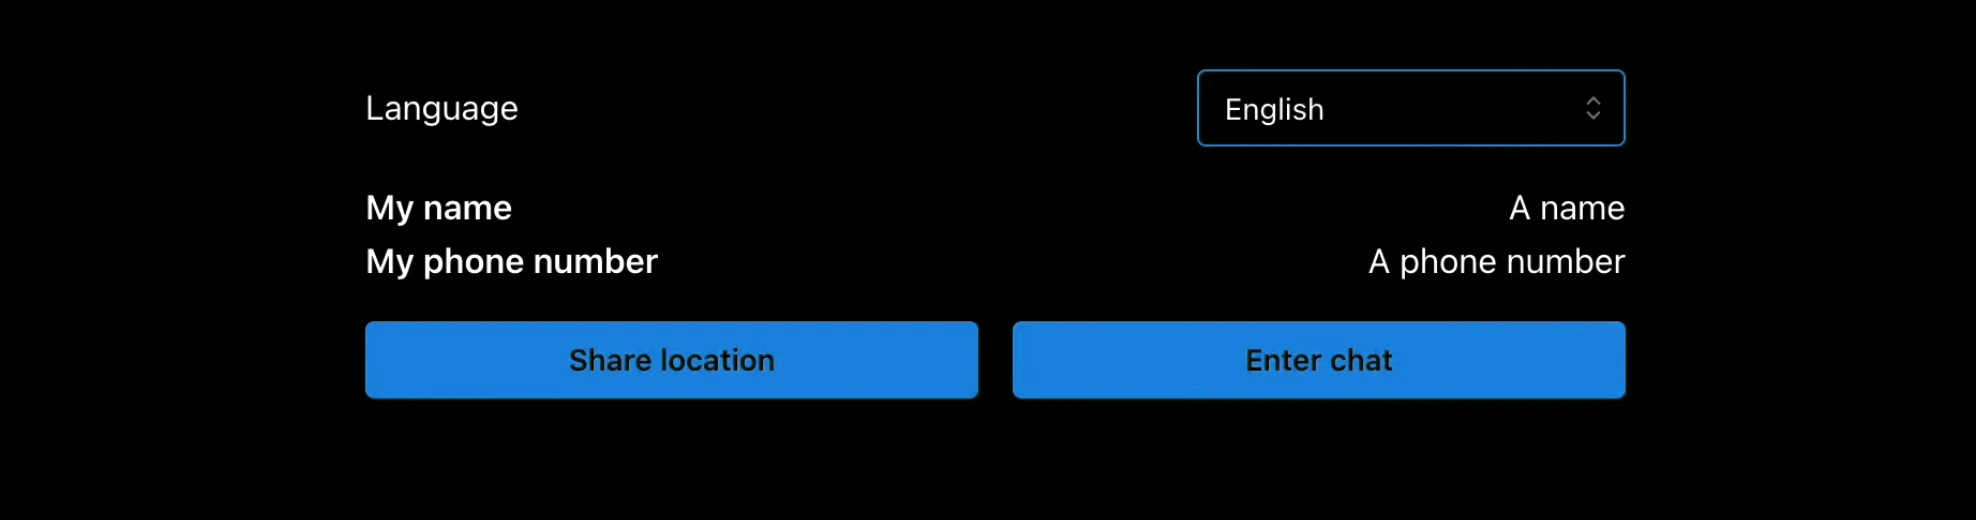 Language
English
My name
A name
My phone number
A phone number
Share location
Enter chat